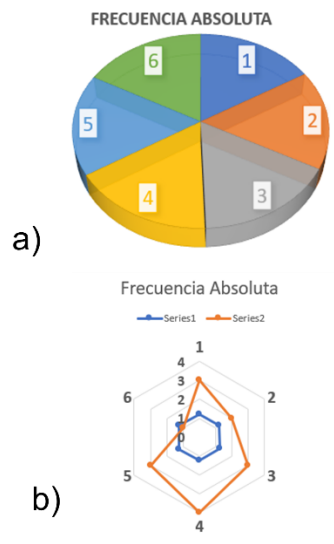 FRECUENCIA ABSOLUTA
6 1
5 2
4 3
a)
Frecuencia Absoluta
Series1 Series2
1
4
3
2
1
0
6 2
5 3
4
b)